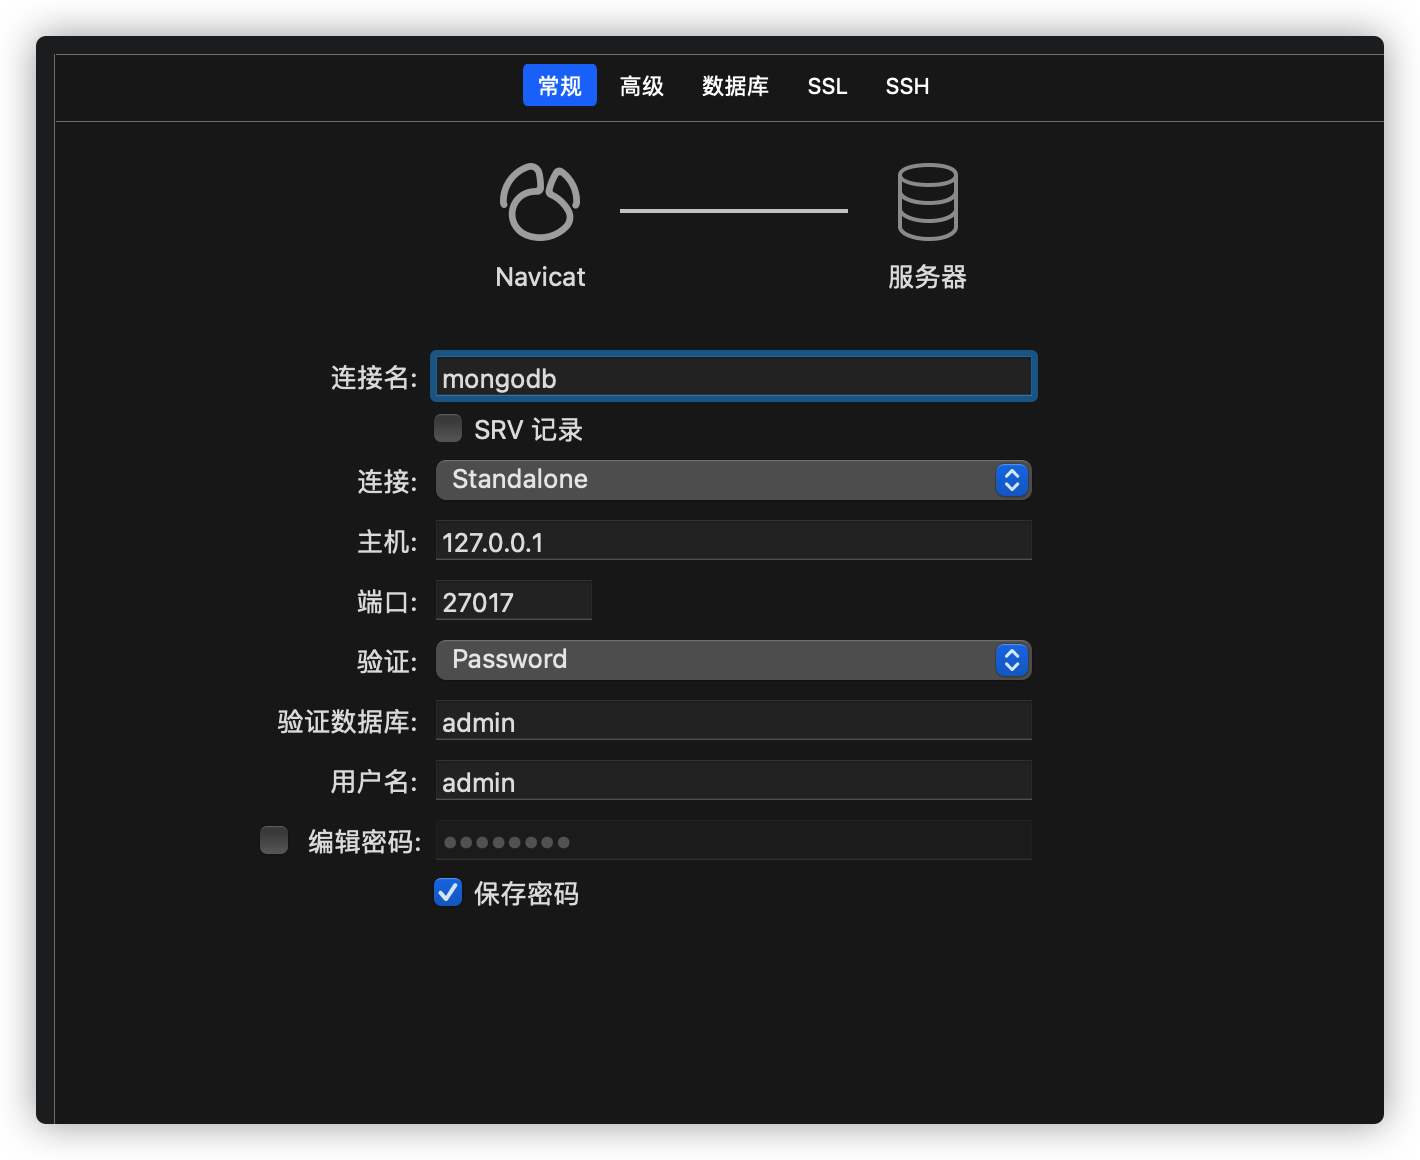 常规 高级 数据库 SSL SSH
Navicat 服务器
连接名: mongodb
SRV 记录
连接: Standalone
主机: 127.0.0.1
端口: 27017
验证: Password
验证数据库: admin
用户名: admin
编辑密码: ●●●●●●●●
保存密码